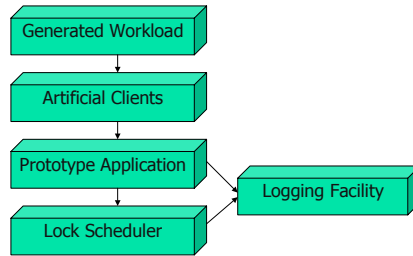 Generated Workload
Artificial Clients
Prototype Application
Logging Facility
Lock Scheduler